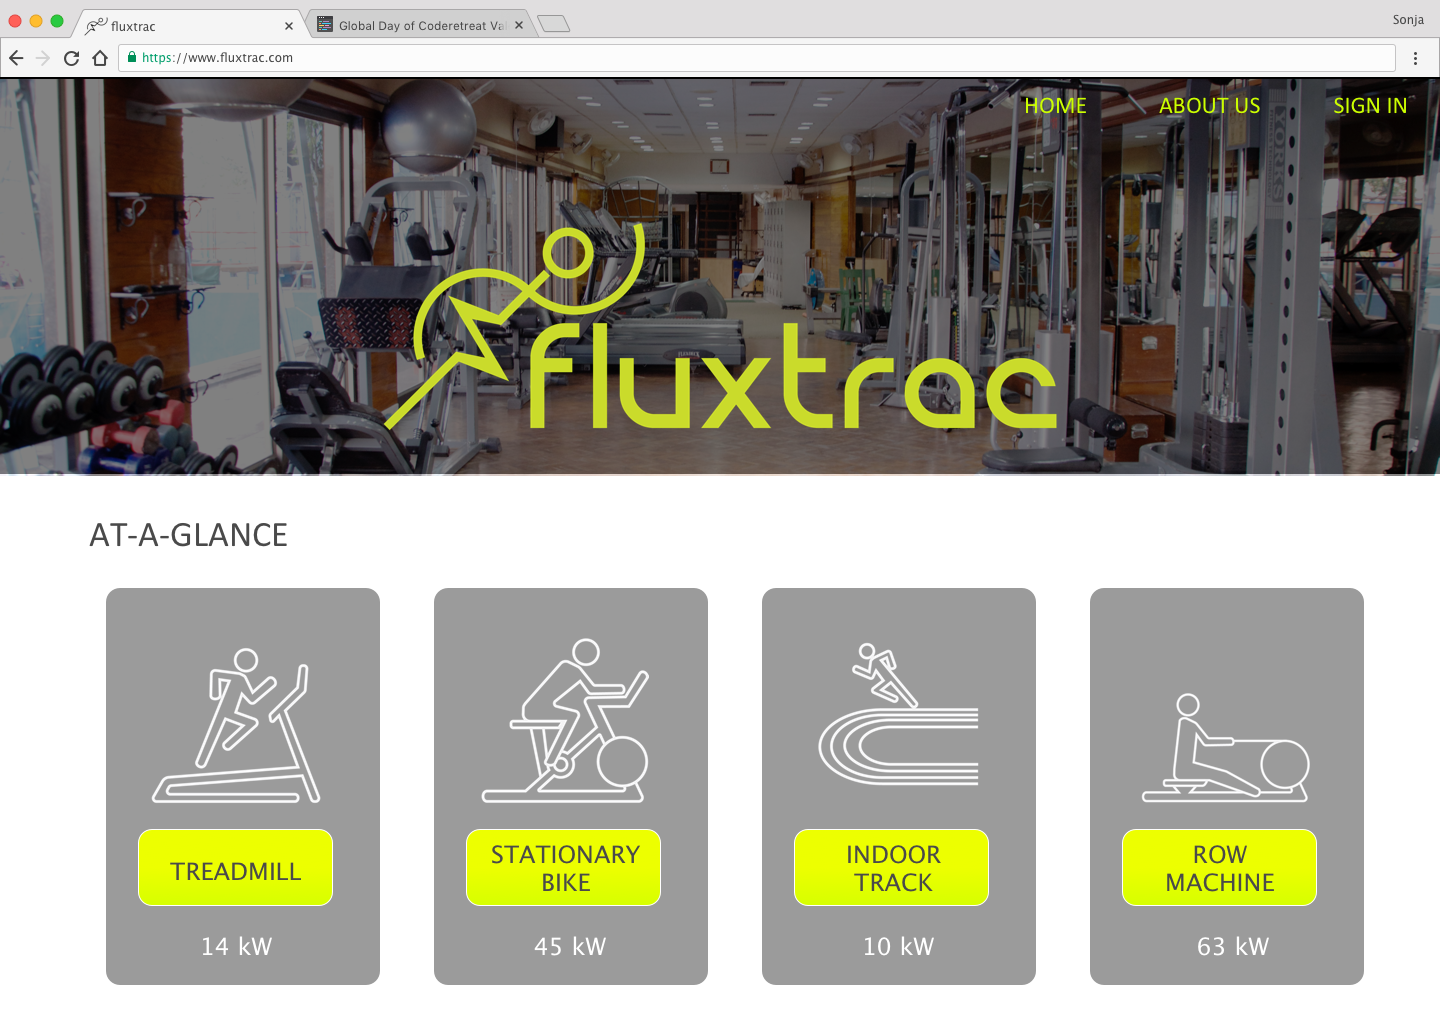 fluxtrac
Global Day of Coderetreat Va
Sonja
https://www.fluxtrac.com
HOME
ABOUT US
SIGN IN
YORKS
fluxtrac
AT-A-GLANCE
TREADMILL
STATIONARY
BIKE
INDOOR
TRACK
ROW
MACHINE
14 kW
45 kW
10 kW
63 kW